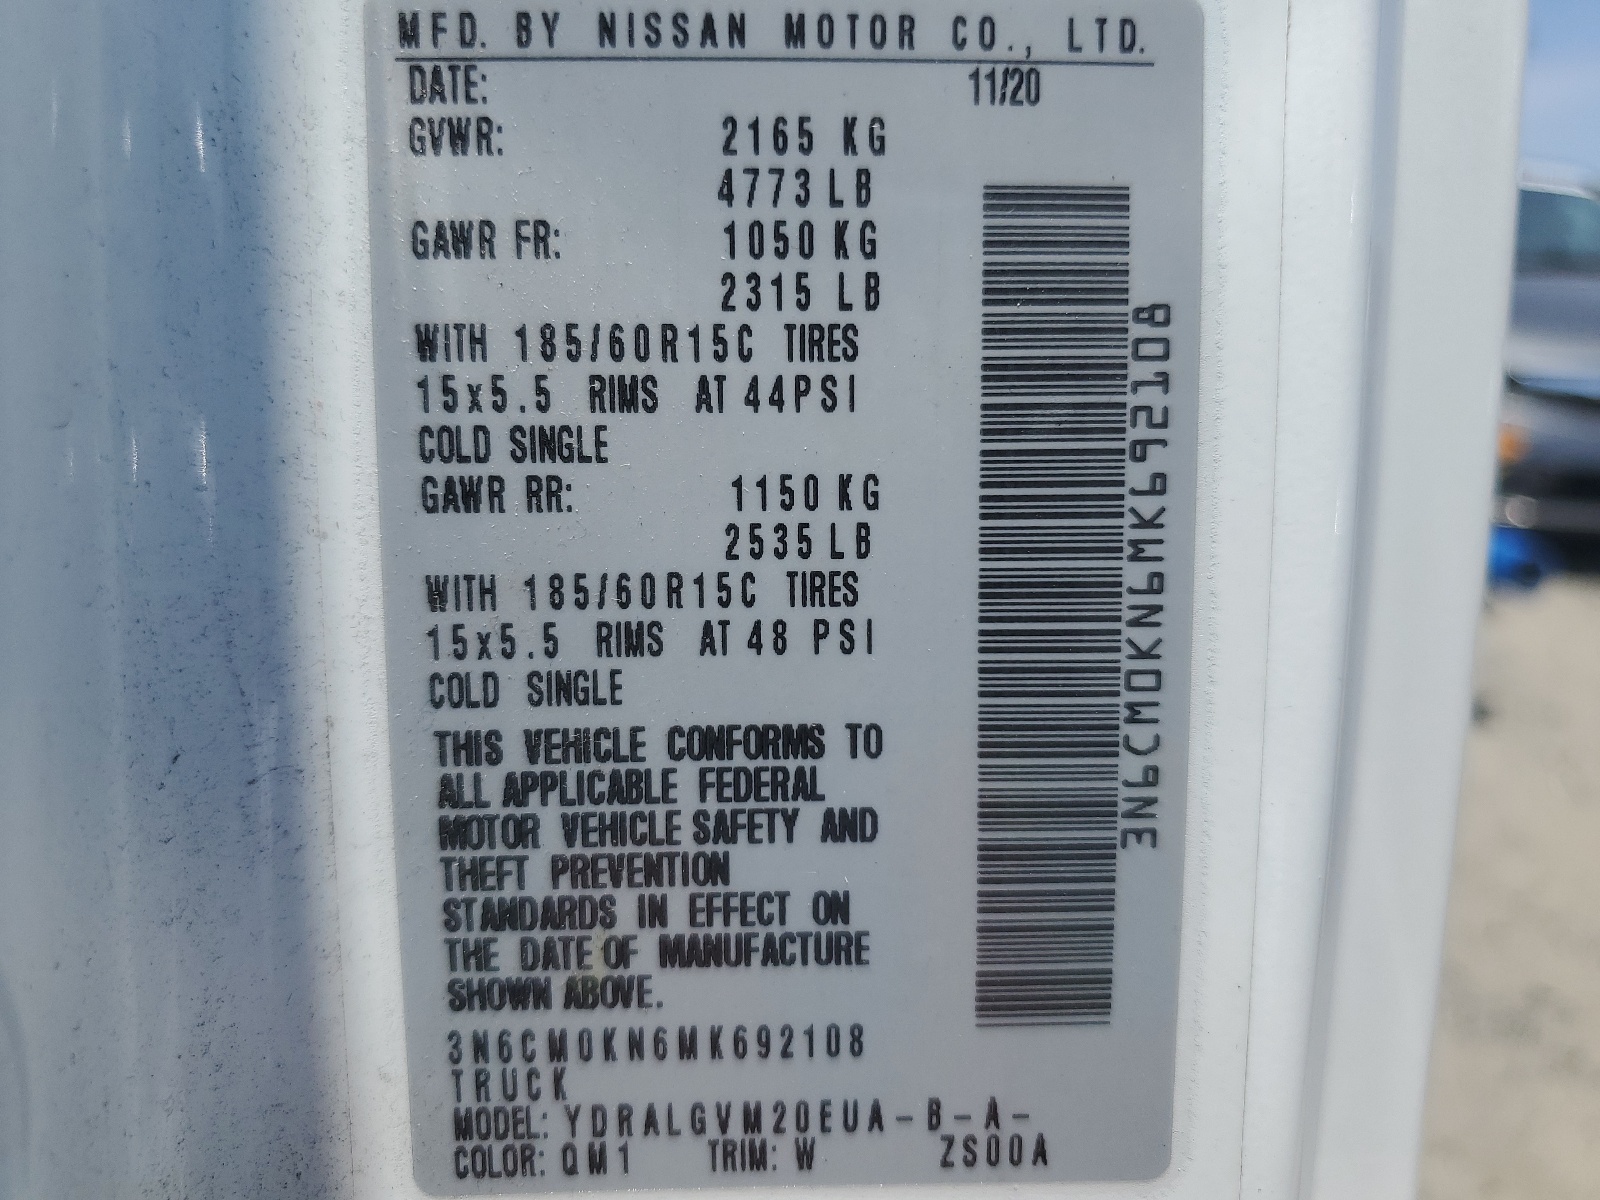 MFD. BY NISSAN MOTOR CO., LTD.
DATE: 11/20
GVWR: 2165 KG
4773 LB
GAWR FR: 1050 KG
2315 LB
WITH 185/60R15C TIRES
15x5.5 RIMS AT 44PSI
COLD SINGLE
GAWR RR: 1150 KG
2535 LB
WITH 185/60R15C TIRES
15x5.5 RIMS AT 48 PSI
COLD SINGLE
THIS VEHICLE CONFORMS TO
ALL APPLICABLE FEDERAL
MOTOR VEHICLE SAFETY AND
THEFT PREVENTION
STANDARDS IN EFFECT ON
THE DATE OF MANUFACTURE
SHOWN ABOVE.
3N6CM0KN6MK692108
TRUCK
MODEL: YDRALGVM20EUA-B-A-
COLOR: QM1 TRIM: W ZS00A
3N6CM0KN6MK692108